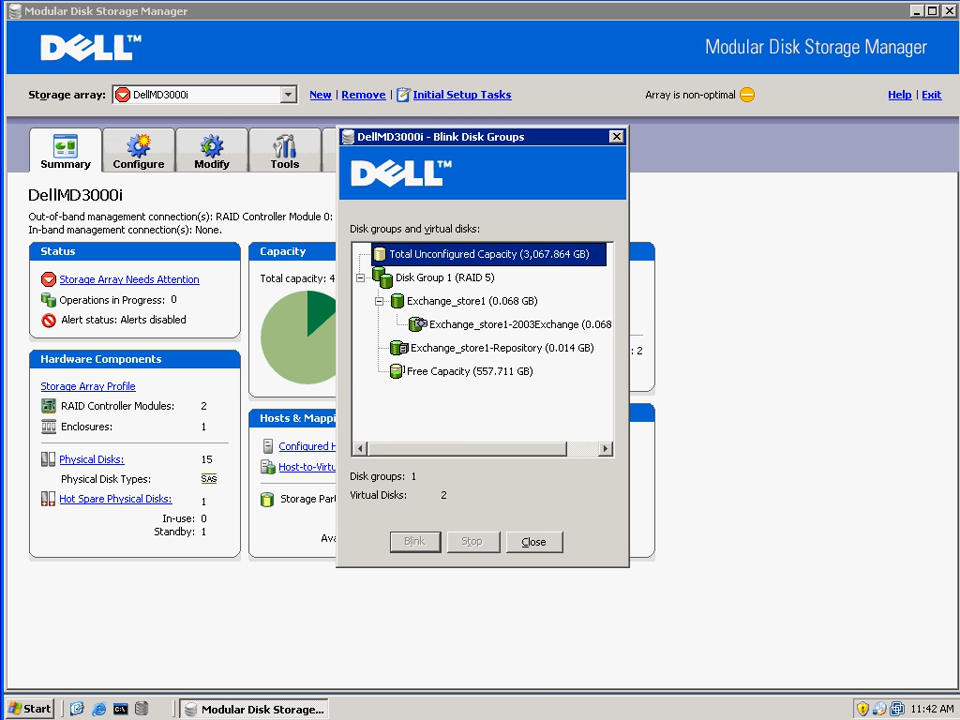 Modular Disk Storage Manager
DELL™
Modular Disk Storage Manager
Storage array: DellMD3000i New | Remove | Initial Setup Tasks Array is non-optimal Help | Exit
Summary Configure Modify Tools
DellMD3000i
Out-of-band management connection(s): RAID Controller Module 0:
In-band management connection(s): None.
Status
Storage Array Needs Attention
Operations in Progress: 0
Alert status: Alerts disabled
Hardware Components
Storage Array Profile
RAID Controller Modules: 2
Enclosures: 1
Physical Disks: 15
Physical Disk Types: SAS
Hot Spare Physical Disks: 1
In-use: 0
Standby: 1
Capacity
Total capacity: 4
Hosts & Mappi
Configured H
Host-to-Virtu
Storage Part
Ava
: 2
DellMD3000i - Blink Disk Groups
DELL™
Disk groups and virtual disks:
Total Unconfigured Capacity (3,067.864 GB)
Disk Group 1 (RAID 5)
Exchange_store1 (0.068 GB)
Exchange_store1-2003Exchange (0.068
Exchange_store1-Repository (0.014 GB)
Free Capacity (557.711 GB)
Disk groups: 1
Virtual Disks: 2
Blink Stop Close
Start Modular Disk Storage... 11:42 AM